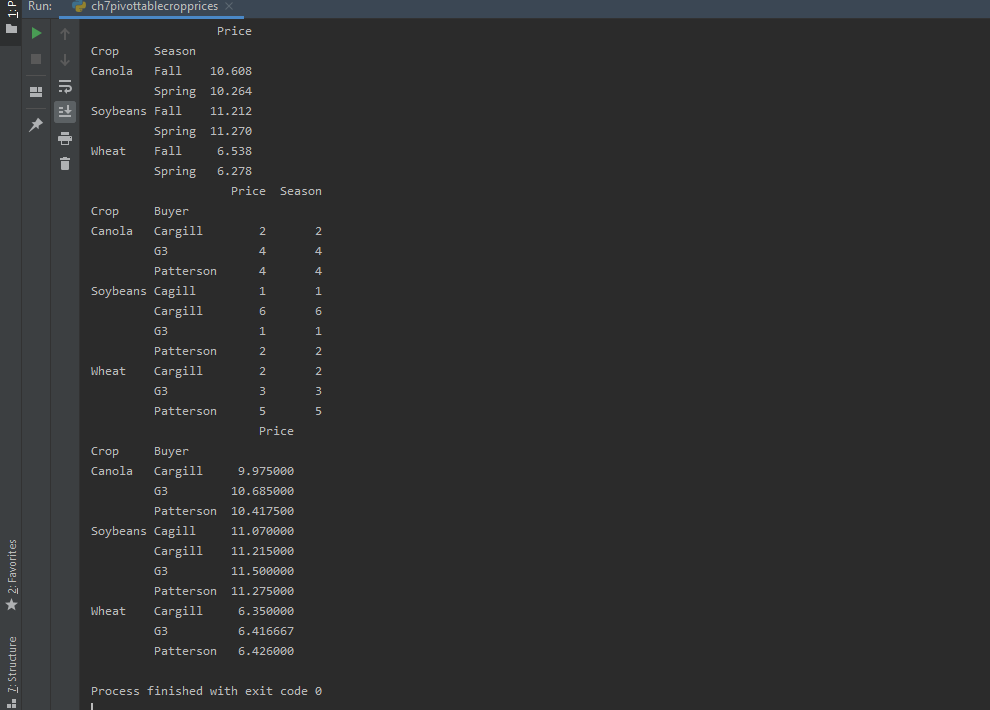 Run: ch7pivottablecropprices
1: P
Price
Crop Season
Canola Fall 10.608
Spring 10.264
Soybeans Fall 11.212
Spring 11.270
Wheat Fall 6.538
Spring 6.278
Price Season
Crop Buyer
Canola Cargill 2 2
G3 4 4
Patterson 4 4
Soybeans Cagill 1 1
Cargill 6 6
G3 1 1
Patterson 2 2
Wheat Cargill 2 2
G3 3 3
Patterson 5 5
Price
Crop Buyer
Canola Cargill 9.975000
G3 10.685000
Patterson 10.417500
Soybeans Cagill 11.070000
Cargill 11.215000
G3 11.500000
Patterson 11.275000
Wheat Cargill 6.350000
G3 6.416667
Patterson 6.426000
Process finished with exit code 0
2: Favorites
7: Structure